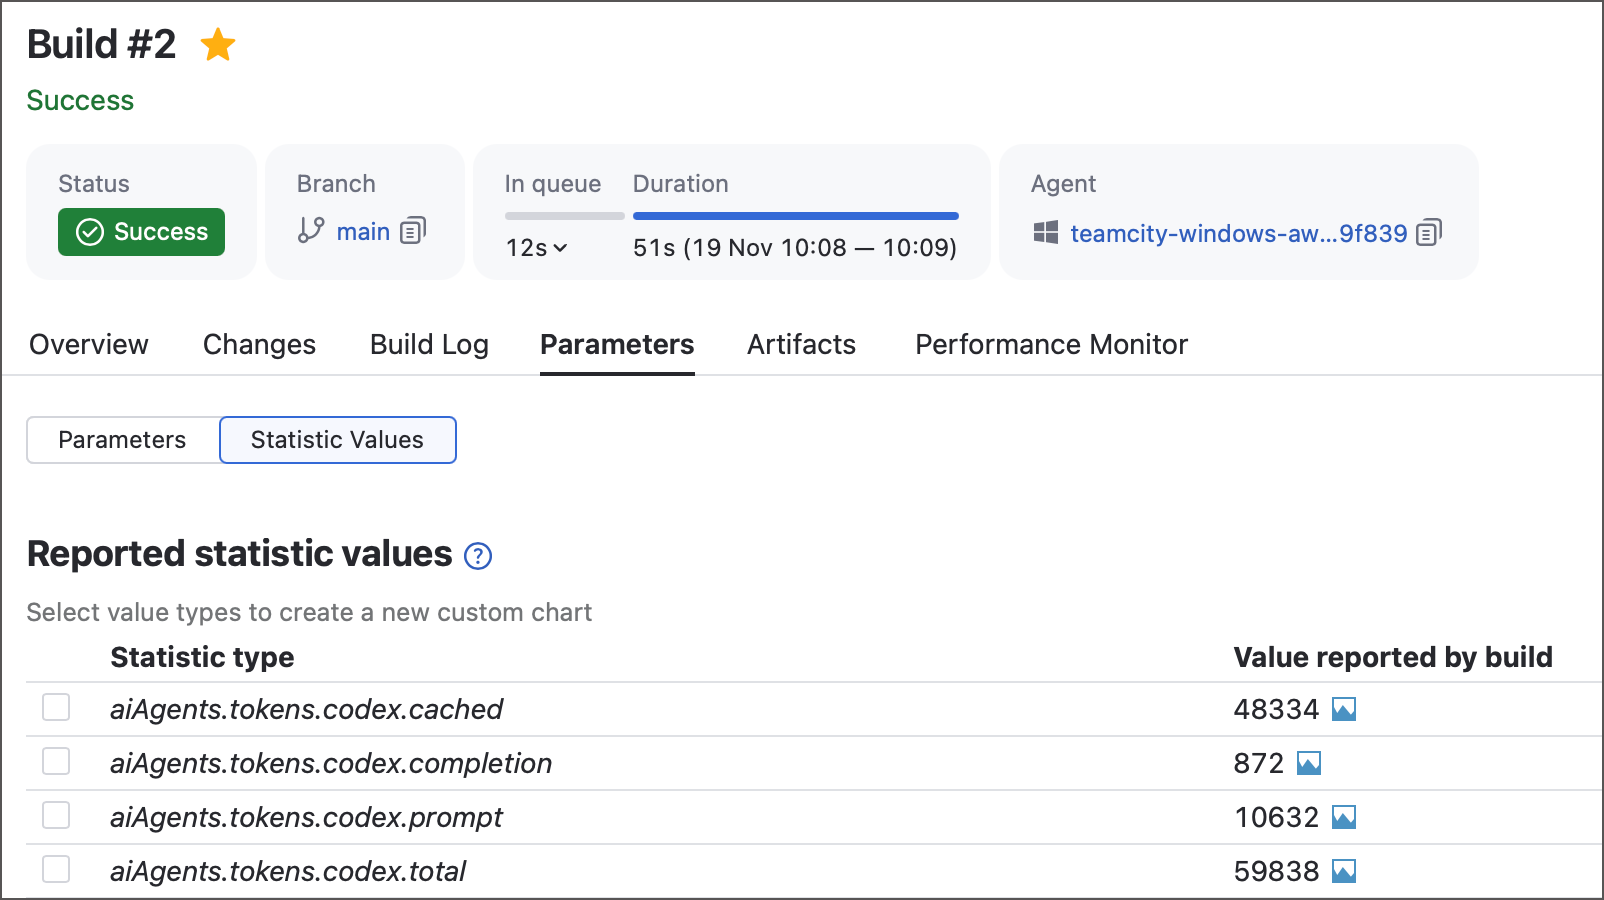 Build #2
Success
Status
Success
Branch
main
In queue
12s
Duration
51s (19 Nov 10:08 — 10:09)
Agent
teamcity-windows-aw...9f839
Overview Changes Build Log Parameters Artifacts Performance Monitor
Parameters Statistic Values
Reported statistic values ?
Select value types to create a new custom chart
Statistic type Value reported by build
aiAgents.tokens.codex.cached 48334
aiAgents.tokens.codex.completion 872
aiAgents.tokens.codex.prompt 10632
aiAgents.tokens.codex.total 59838